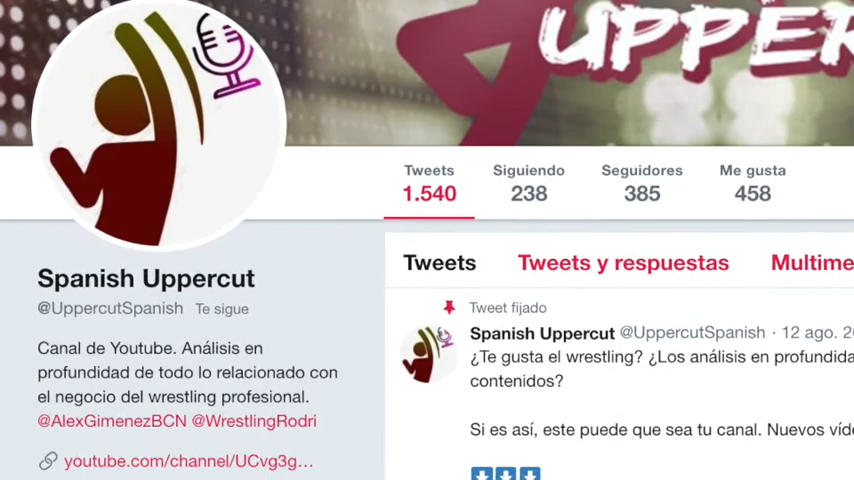 UPPER
Tweets Siguiendo Seguidores Me gusta
1.540 238 385 458
Spanish Uppercut
@UppercutSpanish Te sigue
Canal de Youtube. Análisis en
profundidad de todo lo relacionado con
el negocio del wrestling profesional.
@AlexGimenezBCN @WrestlingRodri
youtube.com/channel/UCvg3g...
Tweets Tweets y respuestas Multime
Tweet fijado
Spanish Uppercut @UppercutSpanish · 12 ago. 20
¿Te gusta el wrestling? ¿Los análisis en profundida
contenidos?
Si es así, este puede que sea tu canal. Nuevos víde